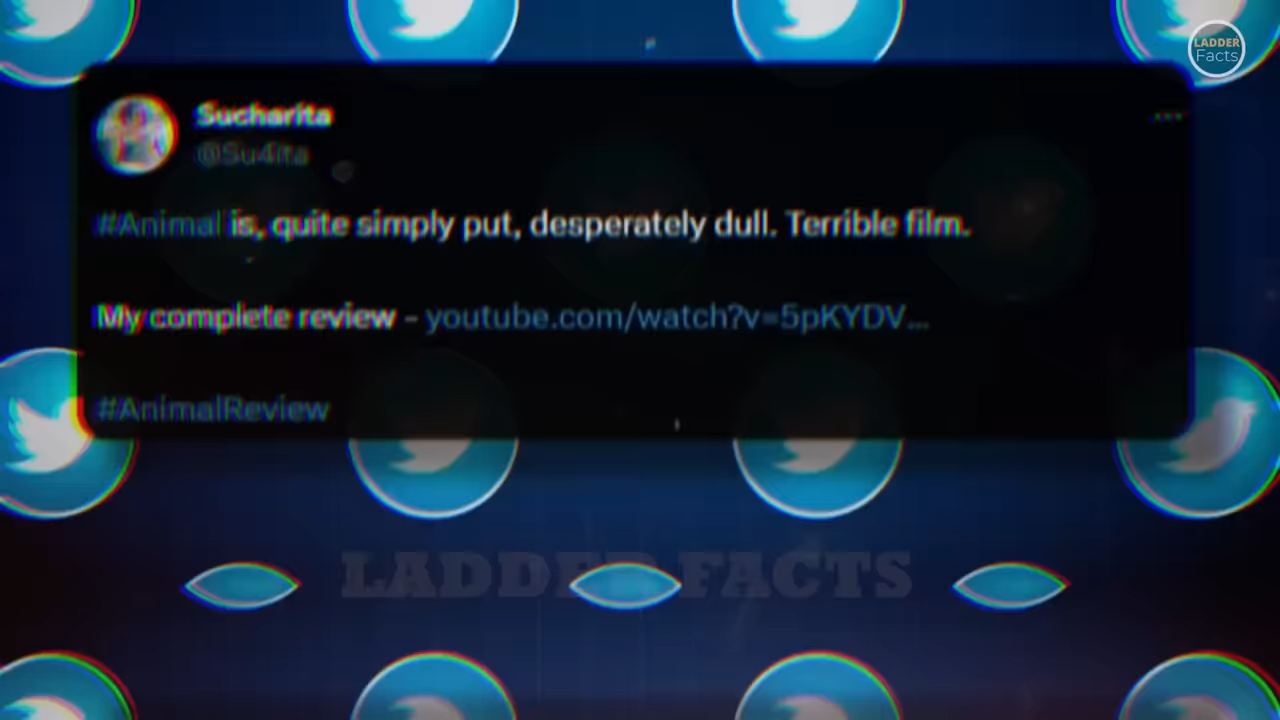 LADDER
Facts
Sucharita
@Su4ita
#Animal is, quite simply put, desperately dull. Terrible film.
My complete review - youtube.com/watch?v=5pKYDV...
#AnimalReview
LADDER FACTS